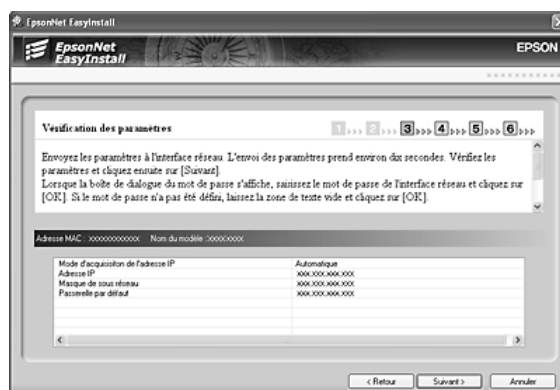 EpsonNet EasyInstall
EpsonNet
EasyInstall
EPSON
Vérification des paramètres
1 >>> 2 >>> 3 >>> 4 >>> 5 >>> 6 >>>
Envoyez les paramètres à l'interface réseau. L'envoi des paramètres prend environ dix secondes. Vérifiez les
paramètres et cliquez ensuite sur [Suivant].
Lorsque la boîte de dialogue du mot de passe s'affiche, saisissez le mot de passe de l'interface réseau et cliquez sur
[OK]. Si le mot de passe n'a pas été défini, laissez la zone de texte vide et cliquez sur [OK].
Adresse MAC : xxxxxxxxxxxx Nom du modèle :xxxxxxxxx
Mode d'acquisiton de l'adresse IP Automatique
Adresse IP xxx.xxx.xxx.xxx
Masque de sous réseau xxx.xxx.xxx.xxx
Passerelle par défaut xxx.xxx.xxx.xxx
< Retour Suivant > Annuler